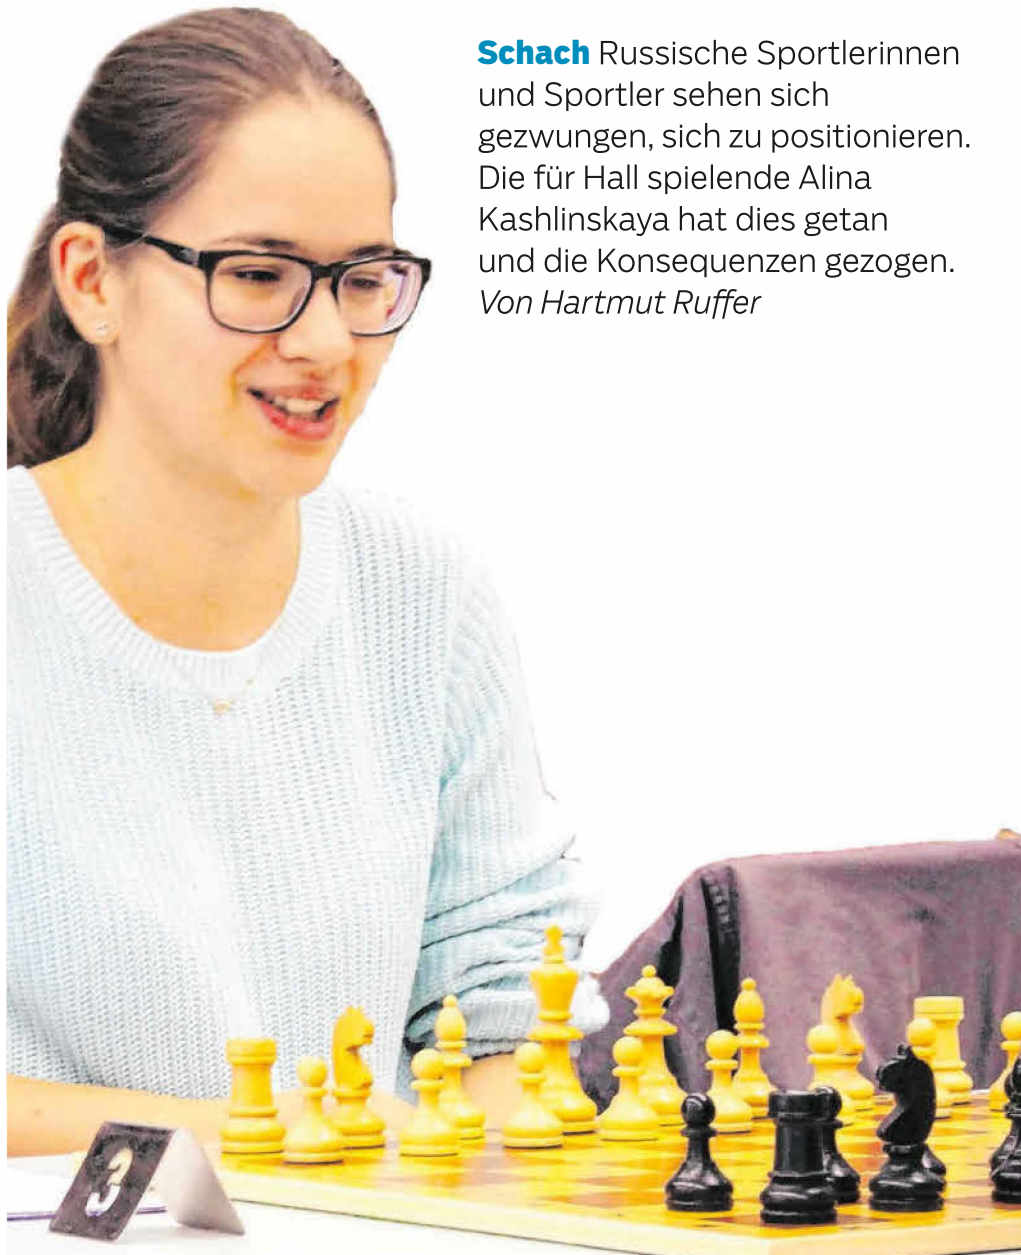 Schach Russische Sportlerinnen
und Sportler sehen sich
gezwungen, sich zu positionieren.
Die für Hall spielende Alina
Kashlinskaya hat dies getan
und die Konsequenzen gezogen.
Von Hartmut Ruffer
3